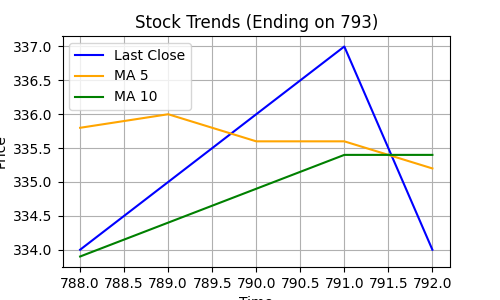 Stock Trends (Ending on 793)
Last Close
MA 5
MA 10
337.0
336.5
336.0
335.5
335.0
334.5
334.0
Price
788.0 788.5 789.0 789.5 790.0 790.5 791.0 791.5 792.0
Time